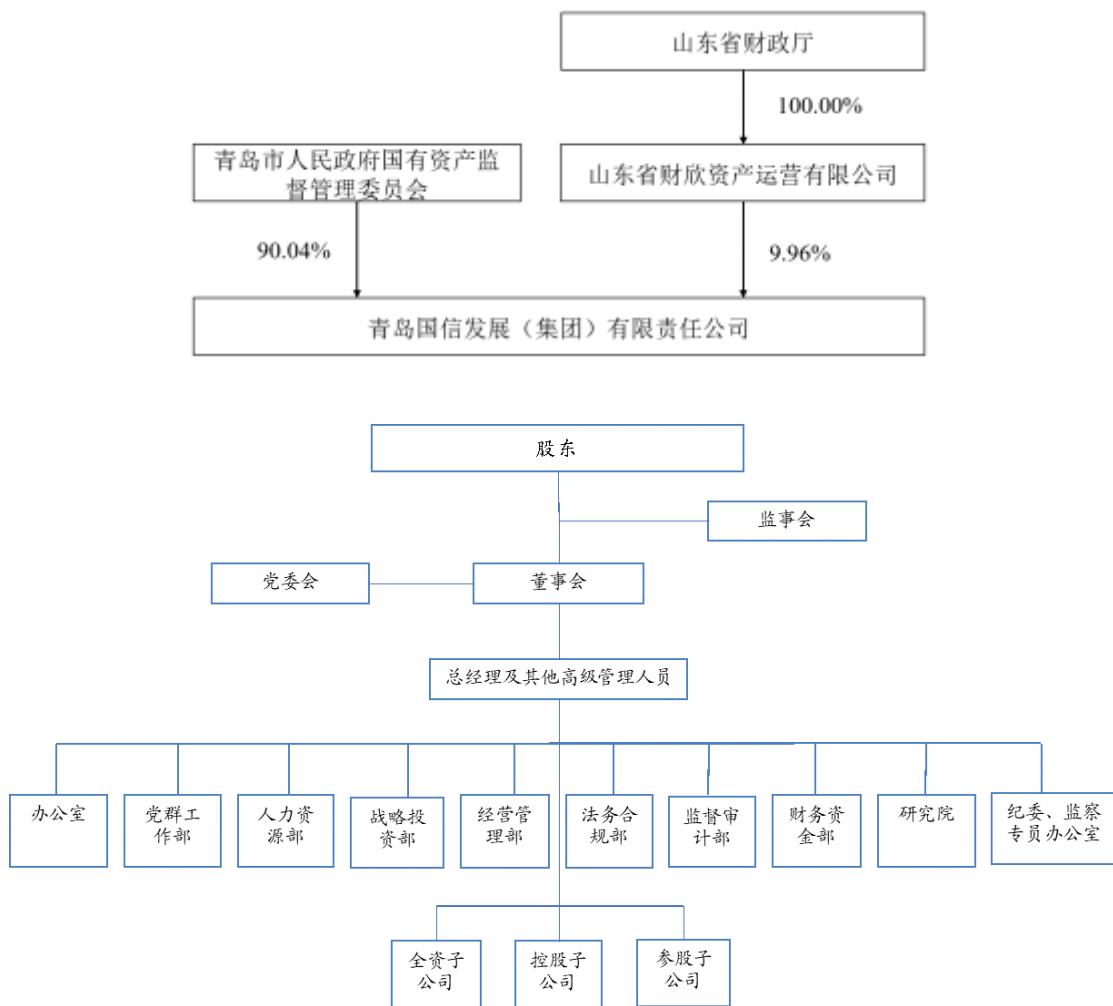 山东省财政厅
100.00%
青岛市人民政府国有资产监
督管理委员会
山东省财欣资产运营有限公司
90.04%
9.96%
青岛国信发展（集团）有限责任公司
股东
监事会
党委会
董事会
总经理及其他高级管理人员
办公室
党群工
作部
人力资
源部
战略投
资部
经营管
理部
法务合
规部
监督审
计部
财务资
金部
研究院
纪委、监察
专员办公室
全资子
公司
控股子
公司
参股子
公司